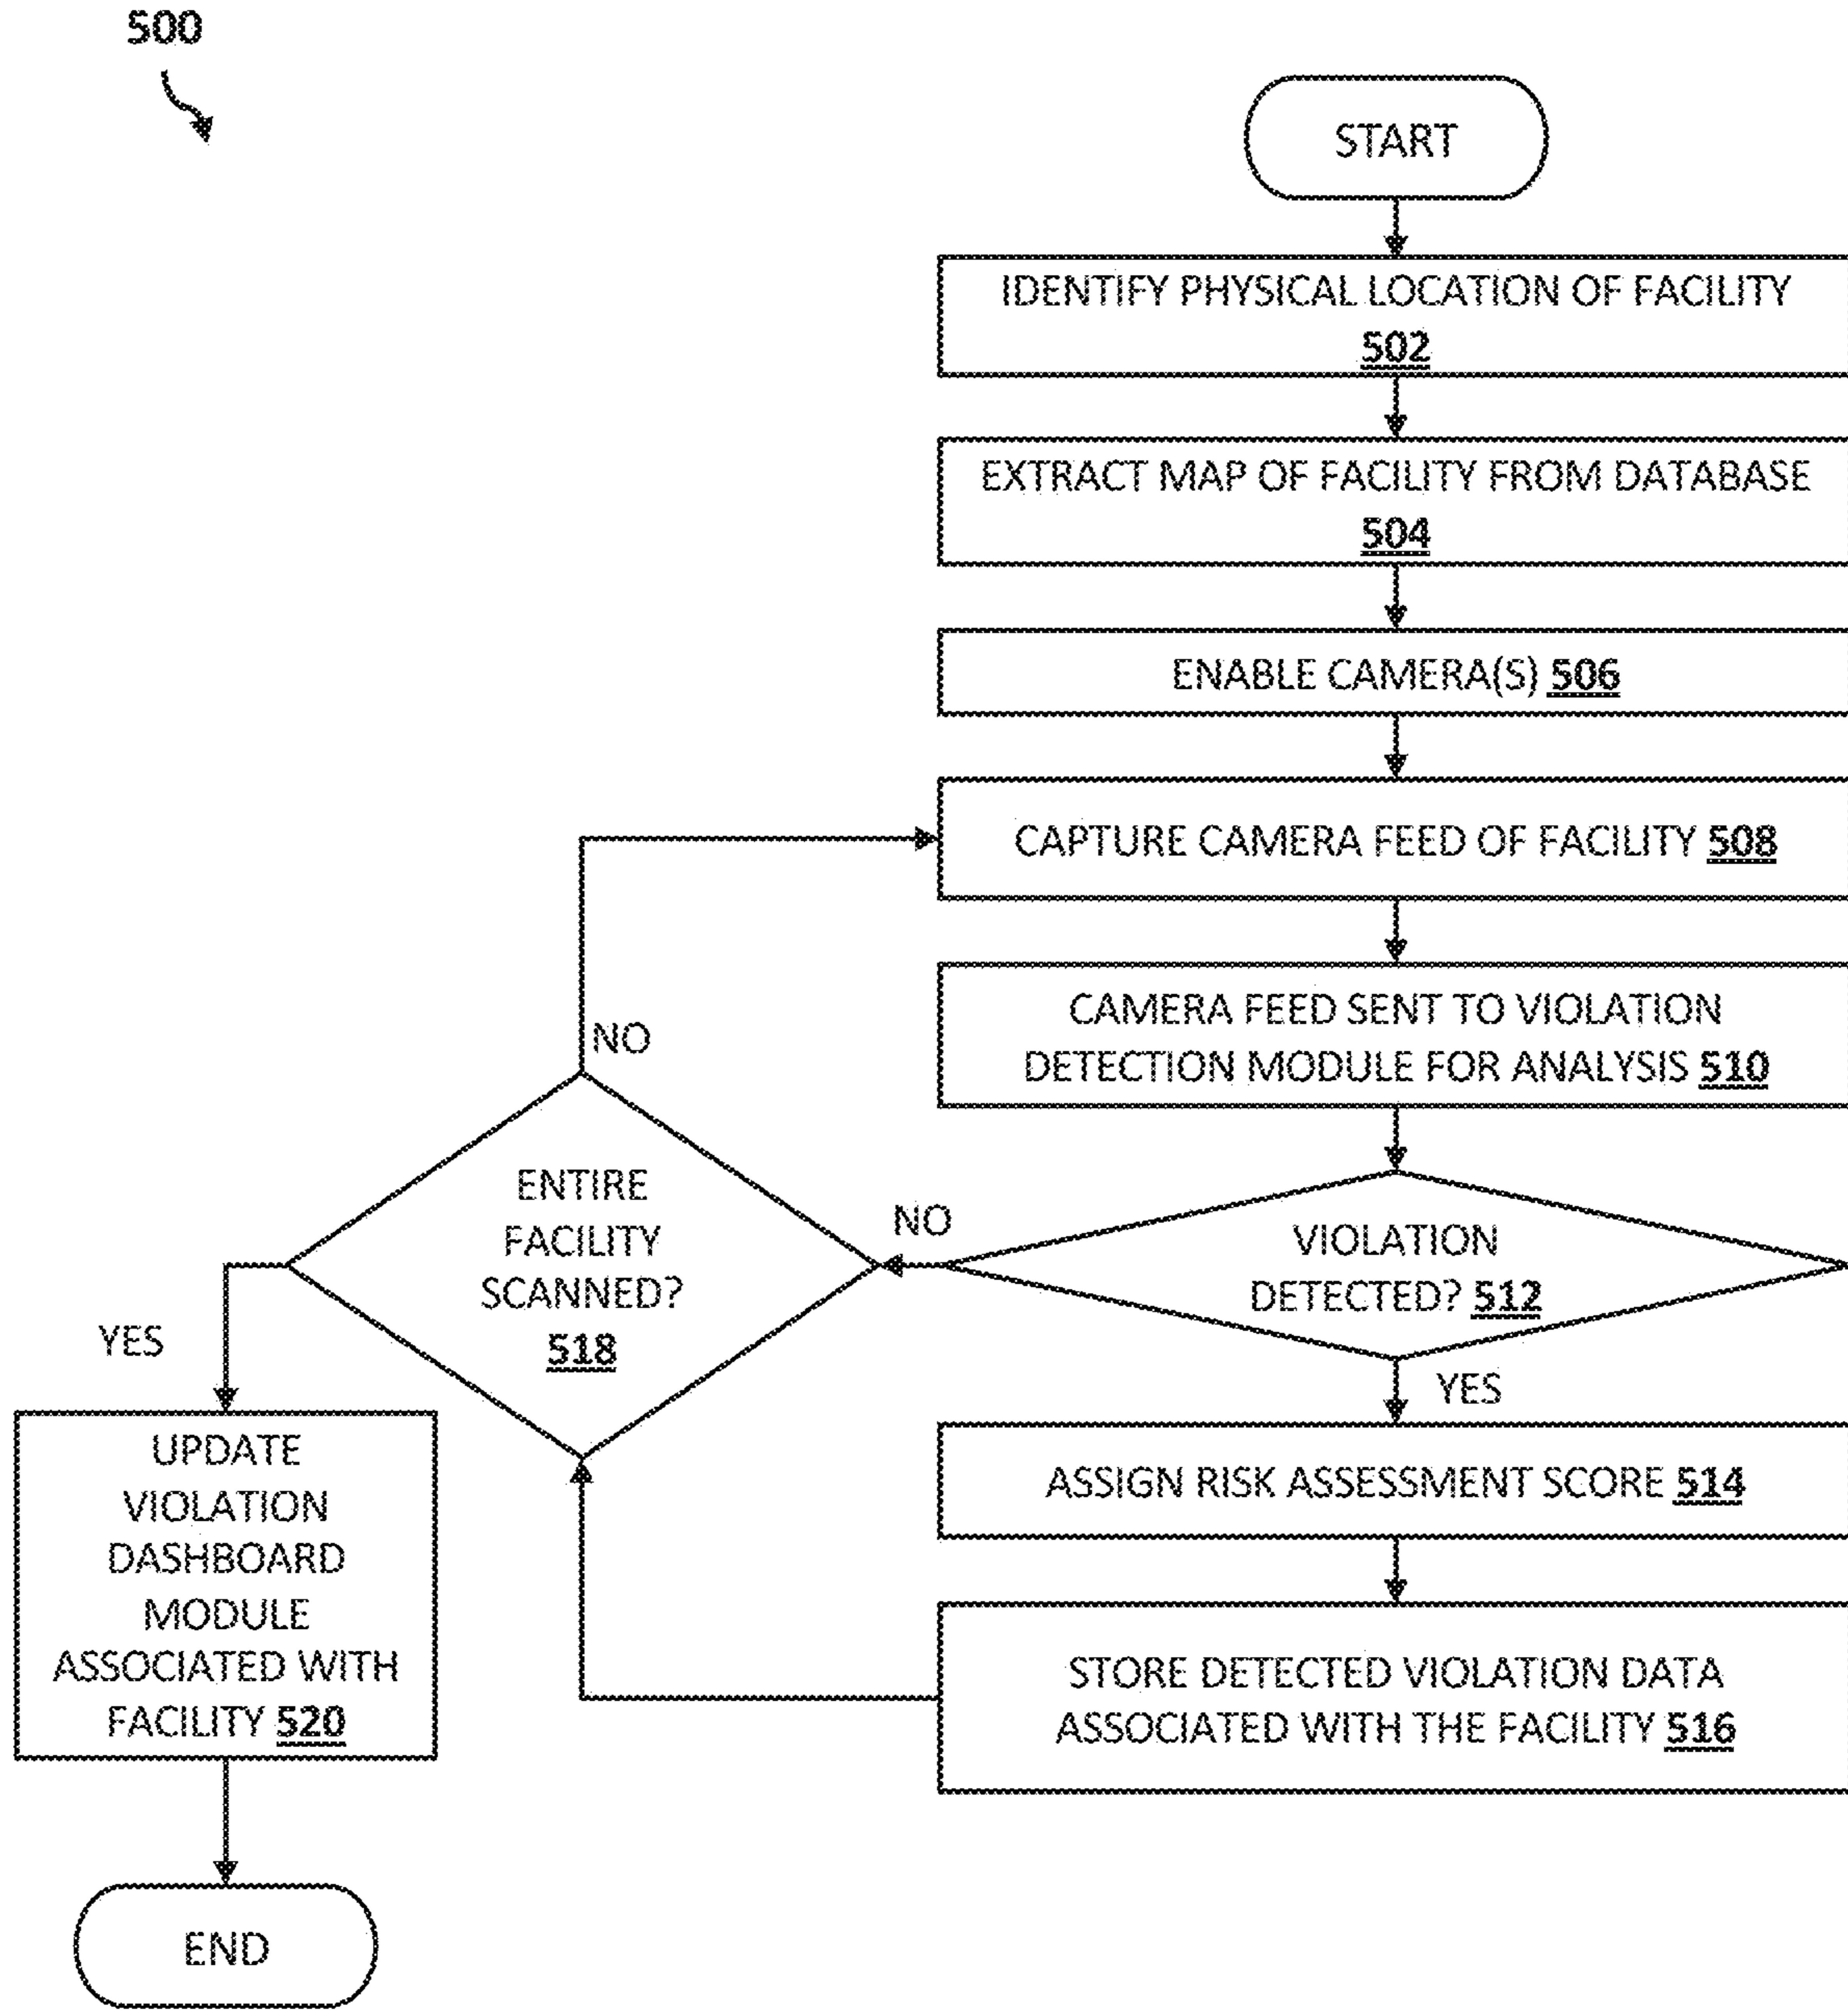 500
START
IDENTIFY PHYSICAL LOCATION OF FACILITY
502
EXTRACT MAP OF FACILITY FROM DATABASE
504
ENABLE CAMERA(S) 506
CAPTURE CAMERA FEED OF FACILITY 508
CAMERA FEED SENT TO VIOLATION
DETECTION MODULE FOR ANALYSIS 510
VIOLATION
DETECTED? 512
NO
YES
ASSIGN RISK ASSESSMENT SCORE 514
STORE DETECTED VIOLATION DATA
ASSOCIATED WITH THE FACILITY 516
ENTIRE
FACILITY
SCANNED?
518
NO
YES
UPDATE
VIOLATION
DASHBOARD
MODULE
ASSOCIATED WITH
FACILITY 520
END